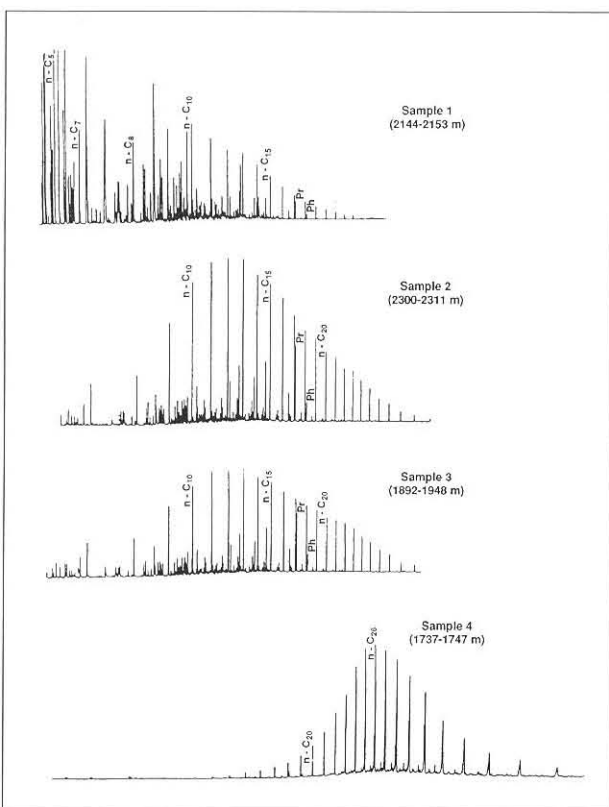 n - C5
n - C7
n - C8
n - C10
n - C15
Pr
Ph
Sample 1
(2144-2153 m)
n - C10
n - C15
Pr
Ph
n - C20
Sample 2
(2300-2311 m)
n - C10
n - C15
Pr
Ph
n - C20
Sample 3
(1892-1948 m)
n - C20
n - C26
Sample 4
(1737-1747 m)